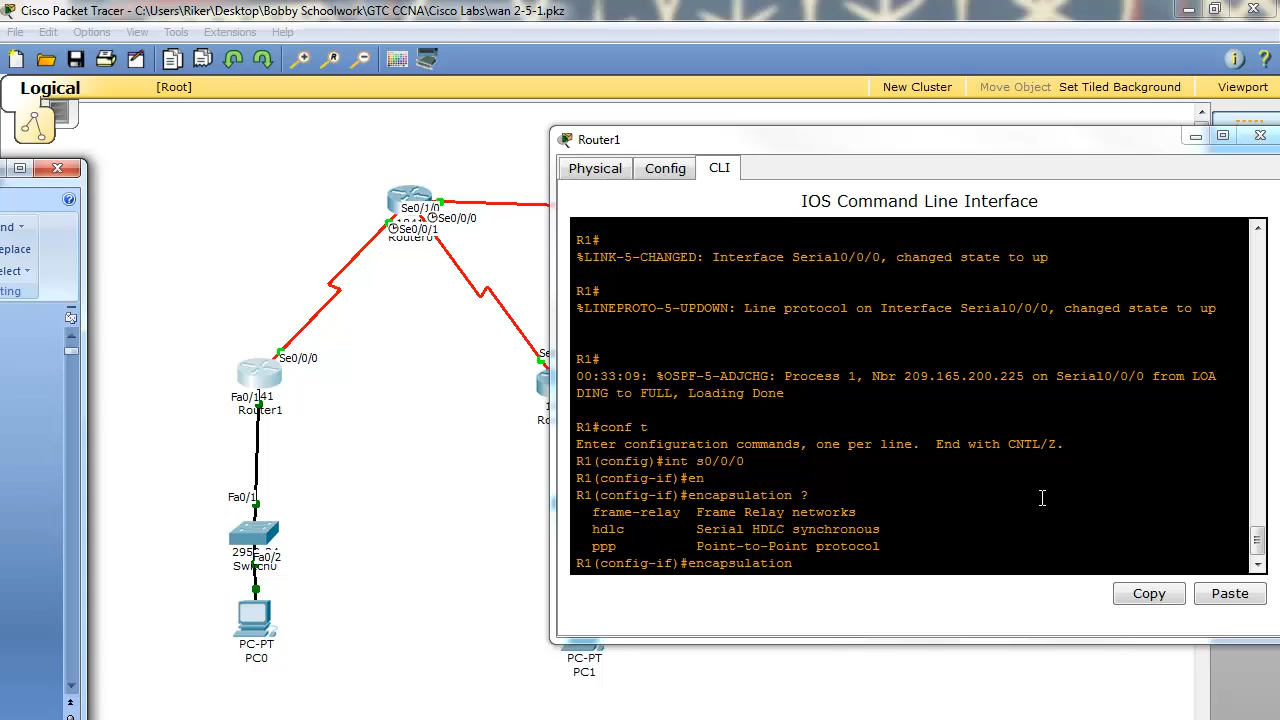 Cisco Packet Tracer - C:\Users\Riker\Desktop\Bobby Schoolwork\GTC CCNA\Cisco Labs\wan 2-5-1.pkz
File Edit Options View Tools Extensions Help
Logical [Root] New Cluster Move Object Set Tiled Background Viewport
Router1
Physical Config CLI
IOS Command Line Interface
R1#
%LINK-5-CHANGED: Interface Serial0/0/0, changed state to up
R1#
%LINEPROTO-5-UPDOWN: Line protocol on Interface Serial0/0/0, changed state to up
R1#
00:33:09: %OSPF-5-ADJCHG: Process 1, Nbr 209.165.200.225 on Serial0/0/0 from LOA
DING to FULL, Loading Done
R1#conf t
Enter configuration commands, one per line.  End with CNTL/Z.
R1(config)#int s0/0/0
R1(config-if)#en
R1(config-if)#encapsulation ?
frame-relay  Frame Relay networks
hdlc         Serial HDLC synchronous
ppp          Point-to-Point protocol
R1(config-if)#encapsulation
Copy Paste
nd
place
elect
ting
Se0/1/0
Se0/0/0
Se0/0/1
Router0
Se0/0/0
Fa0/141
Router1
Se
Fa0/1
Fa0/2
PC-PT
PC0
PC-PT
PC1